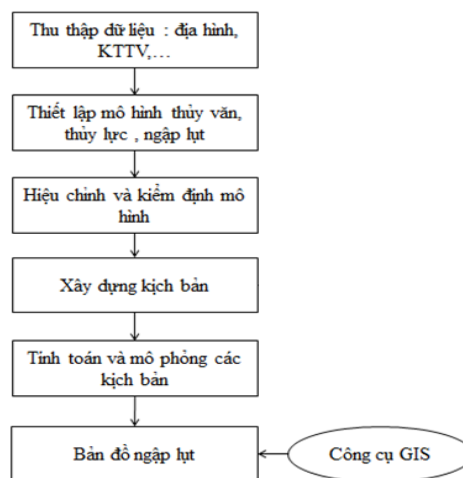 Thu thập dữ liệu : địa hình,
KTTV,...
Thiết lập mô hình thủy văn,
thủy lực , ngập lụt
Hiệu chỉnh và kiểm định mô
hình
Xây dựng kịch bản
Tính toán và mô phỏng các
kịch bản
Bản đồ ngập lụt
Công cụ GIS